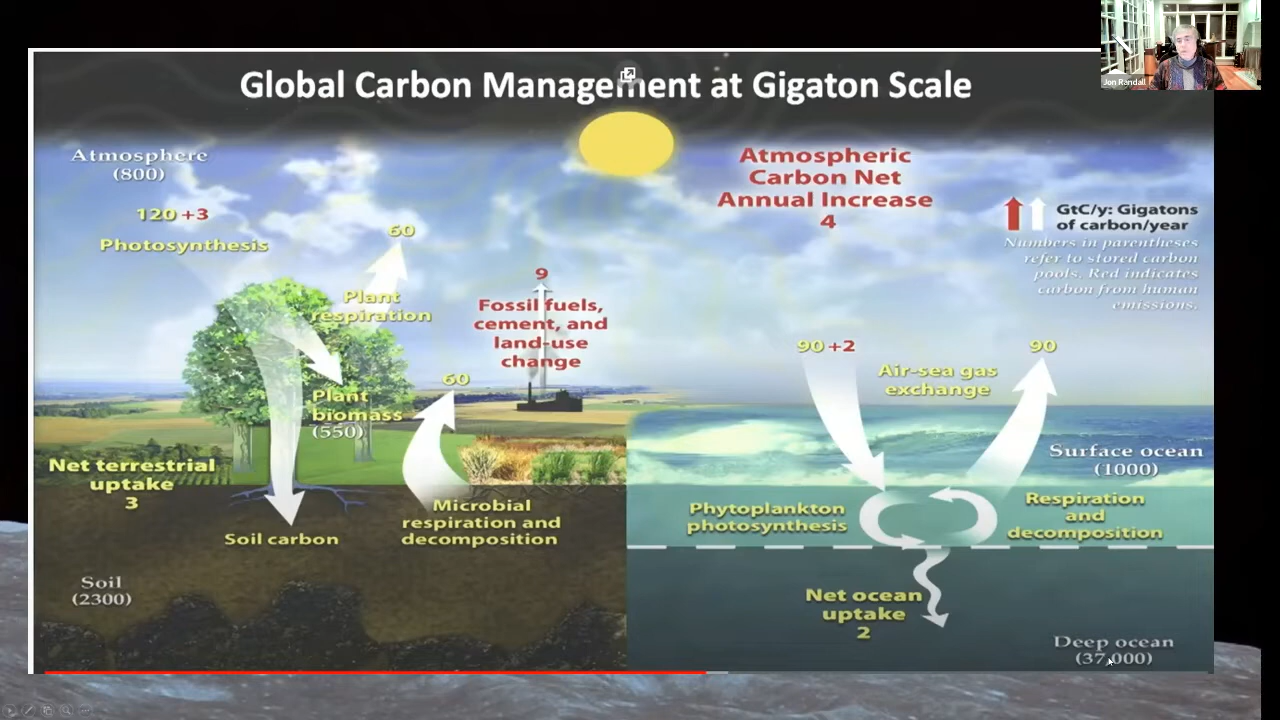 Jon Randall
Global Carbon Management at Gigaton Scale
Atmosphere
(800)
120 +3
Photosynthesis
60
Plant
respiration
9
Fossil fuels,
cement, and
land-use
change
Atmospheric
Carbon Net
Annual Increase
4
GtC/y: Gigatons
of carbon/year
Numbers in parentheses
refer to stored carbon
pools. Red indicates
carbon from human
emissions.
Plant
biomass
(550)
60
90 +2
Air-sea gas
exchange
90
Net terrestrial
uptake
3
Soil carbon
Microbial
respiration and
decomposition
Soil
(2300)
Surface ocean
(1000)
Phytoplankton
photosynthesis
Respiration
and
decomposition
Net ocean
uptake
2
Deep ocean
(37,000)